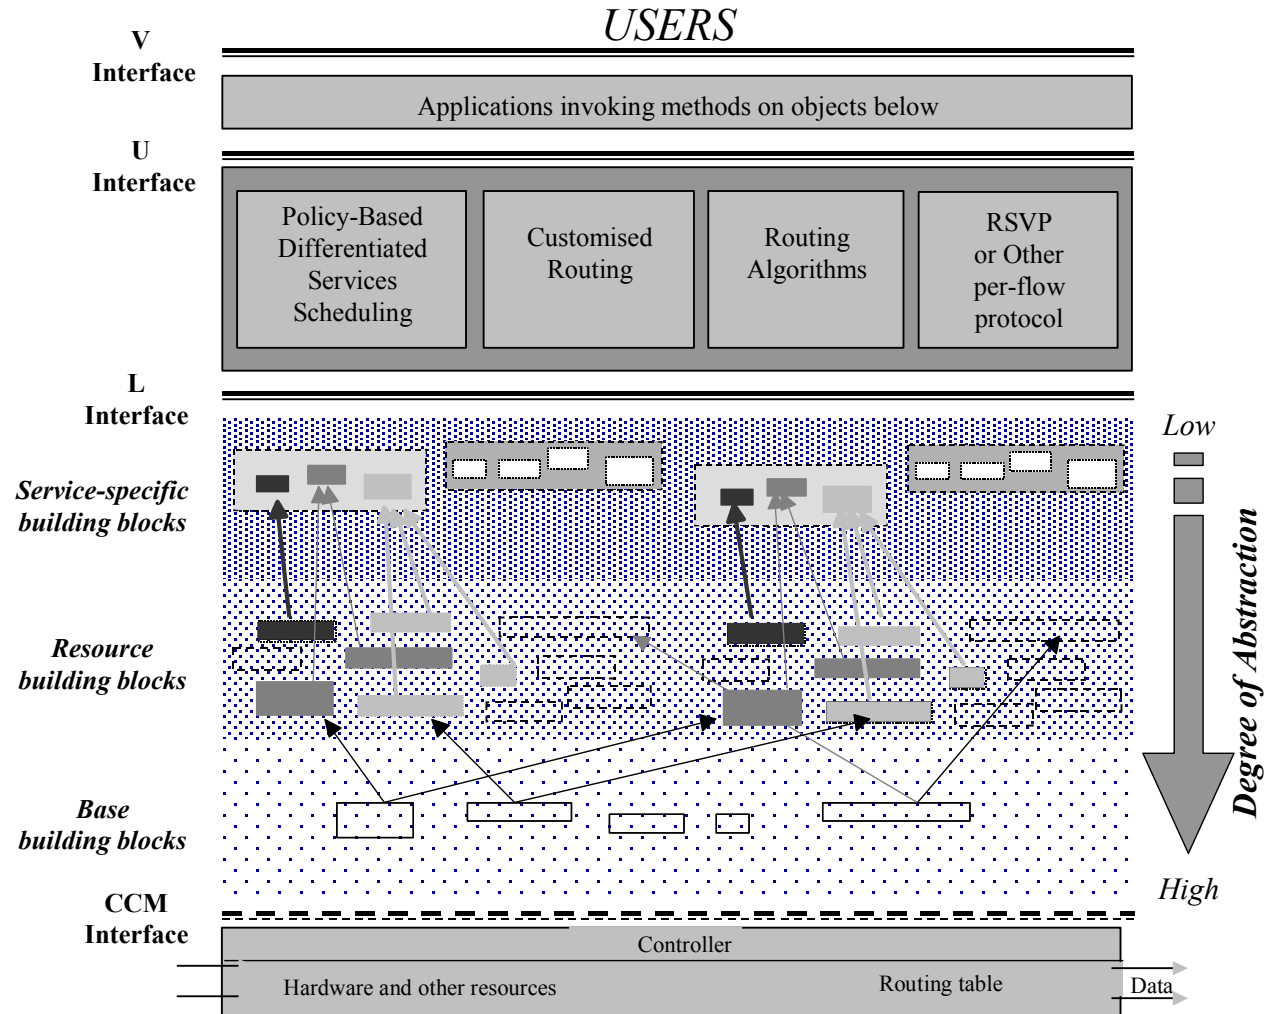 USERS
V
Interface
Applications invoking methods on objects below
U
Interface
Policy-Based
Differentiated
Services
Scheduling
Customised
Routing
Routing
Algorithms
RSVP
or Other
per-flow
protocol
L
Interface
Low
Service-specific
building blocks
Degree of Abstraction
Resource
building blocks
Base
building blocks
High
CCM
Interface
Controller
Hardware and other resources
Routing table
Data